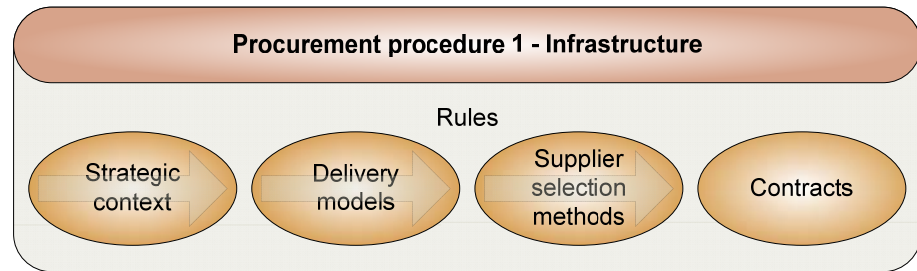 Procurement procedure 1 - Infrastructure
Rules
Strategic
context
Delivery
models
Supplier
selection
methods
Contracts